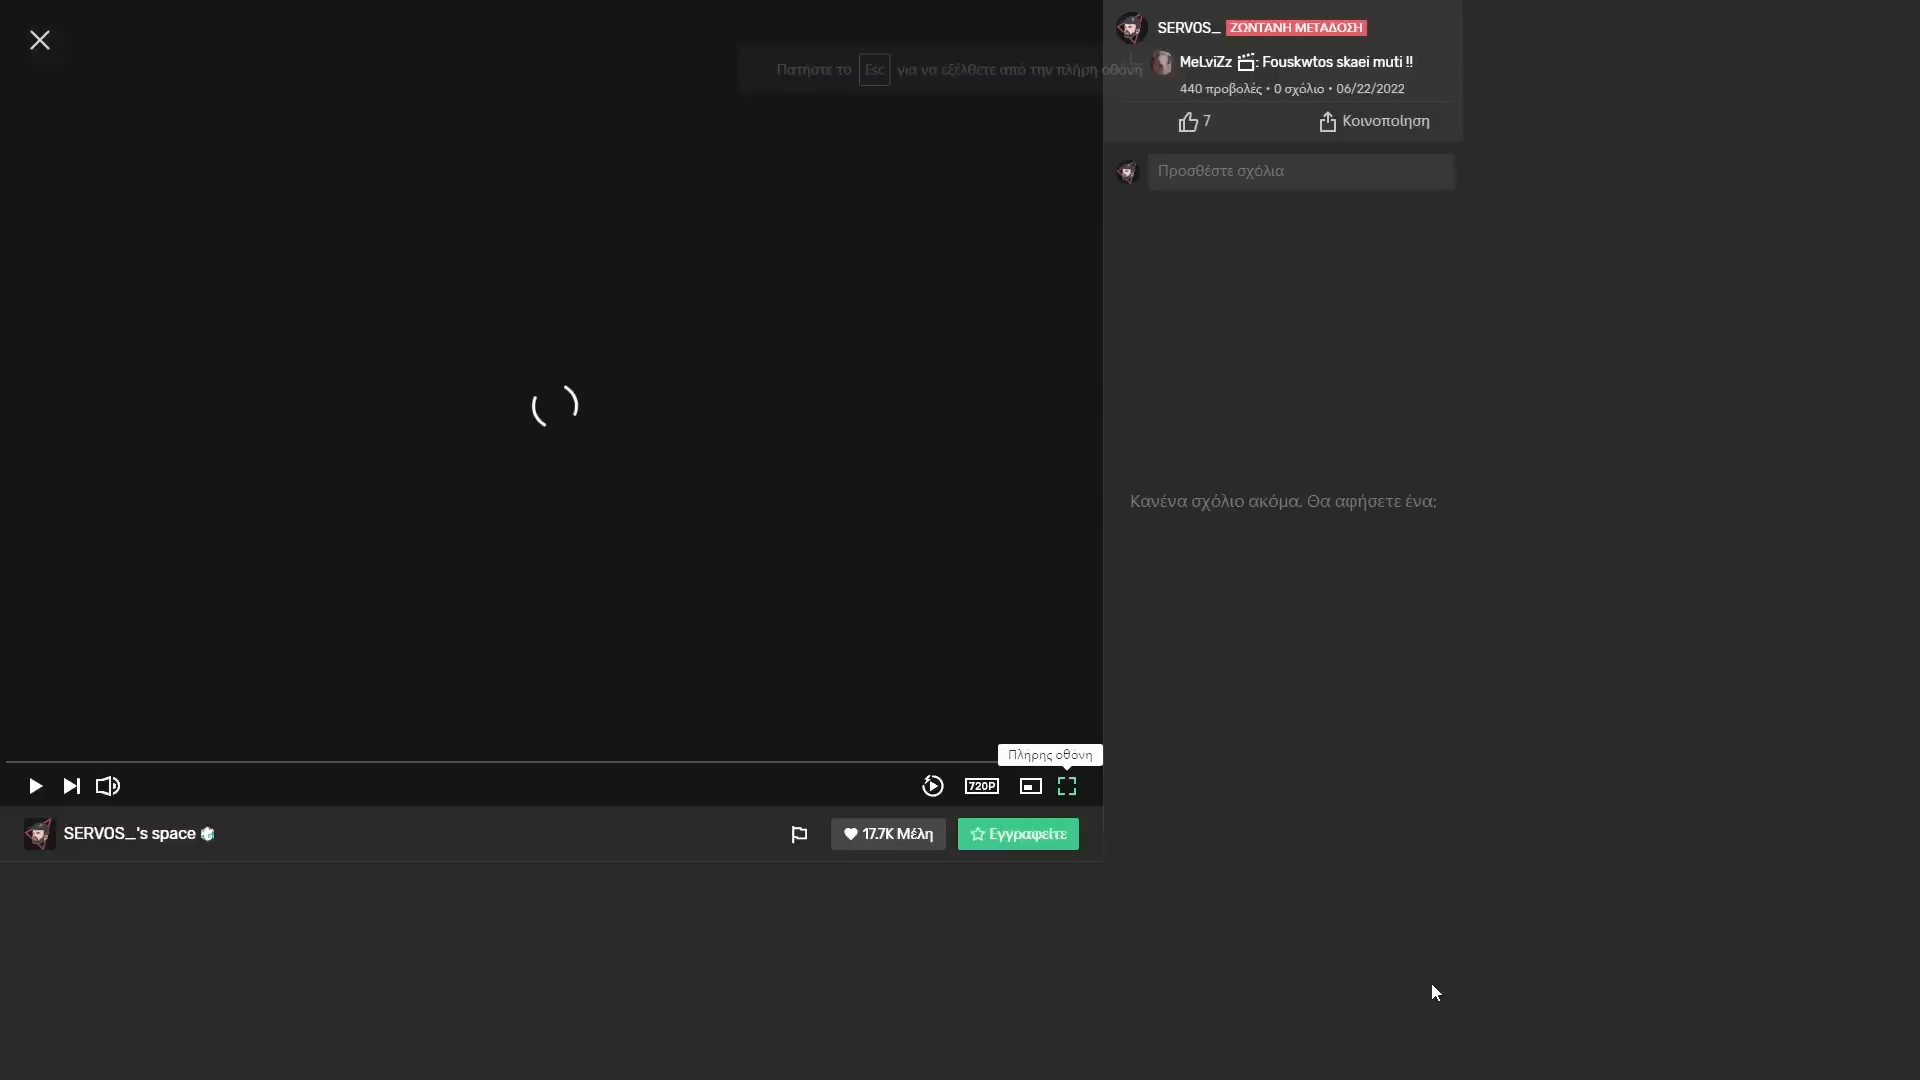 Πατήστε το Esc για να εξέλθετε από την πλήρη οθόνη
SERVOS_ ΖΩΝΤΑΝΗ ΜΕΤΑΔΟΣΗ
MeLviZz 🎬: Fouskwtos skaei muti !!
440 προβολές • 0 σχόλιο • 06/22/2022
7 Κοινοποίηση
Προσθέστε σχόλια
Κανένα σχόλιο ακόμα. Θα αφήσετε ένα;
Πλήρης οθόνη
720P
SERVOS_'s space
17.7K Μέλη
Εγγραφείτε